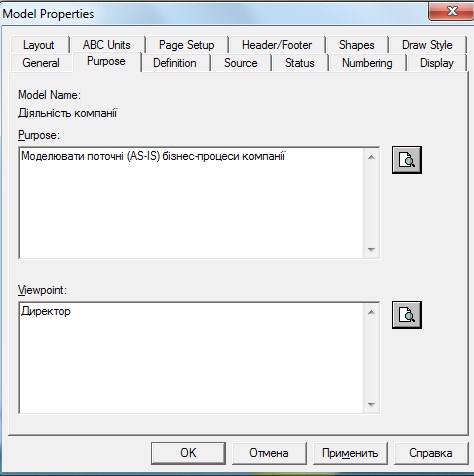 Model Properties
Layout ABC Units Page Setup Header/Footer Shapes Draw Style
General Purpose Definition Source Status Numbering Display
Model Name:
Діяльність компанії
Purpose:
Моделювати поточні (AS-IS) бізнес-процеси компанії
Viewpoint:
Директор
OK Отмена Применить Справка